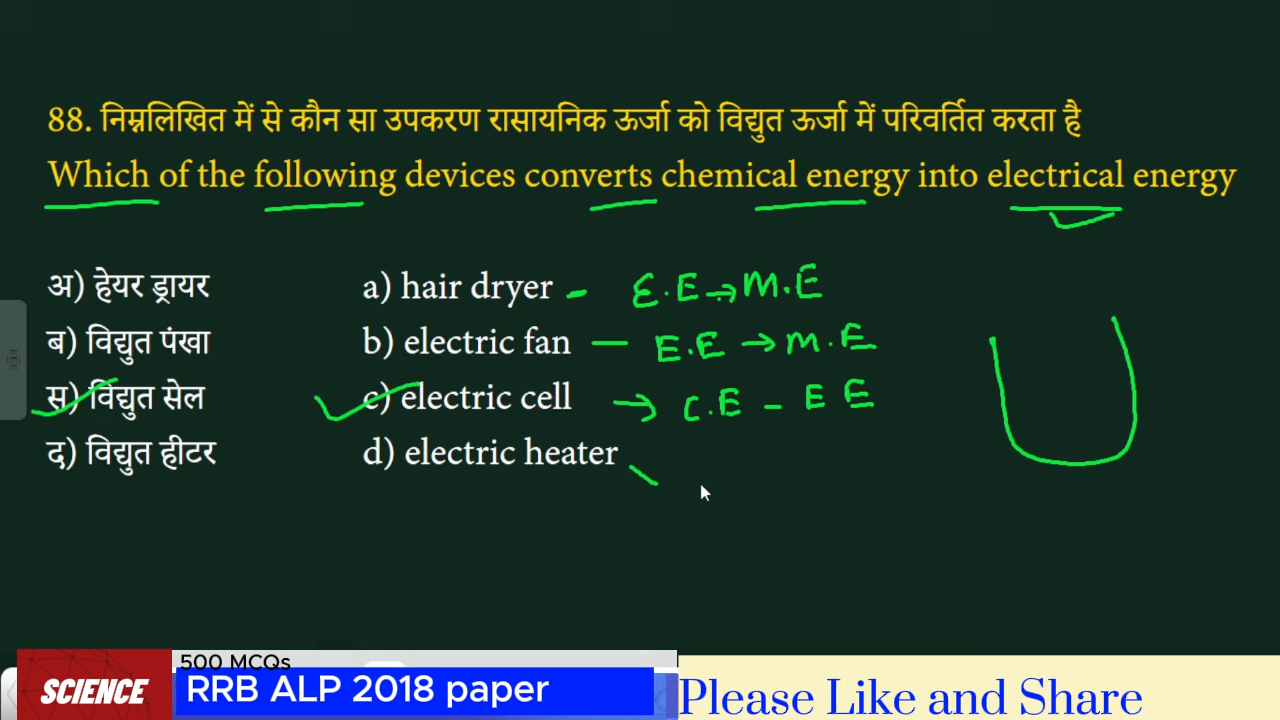 88. निम्नलिखित में से कौन सा उपकरण रासायनिक ऊर्जा को विद्युत ऊर्जा में परिवर्तित करता है
Which of the following devices converts chemical energy into electrical energy
अ) हेयर ड्रायर a) hair dryer - E.E → M.E
ब) विद्युत पंखा b) electric fan — E.E → M.E
स) विद्युत सेल c) electric cell → C.E - E E
द) विद्युत हीटर d) electric heater
500 MCQs
SCIENCE
RRB ALP 2018 paper
Please Like and Share